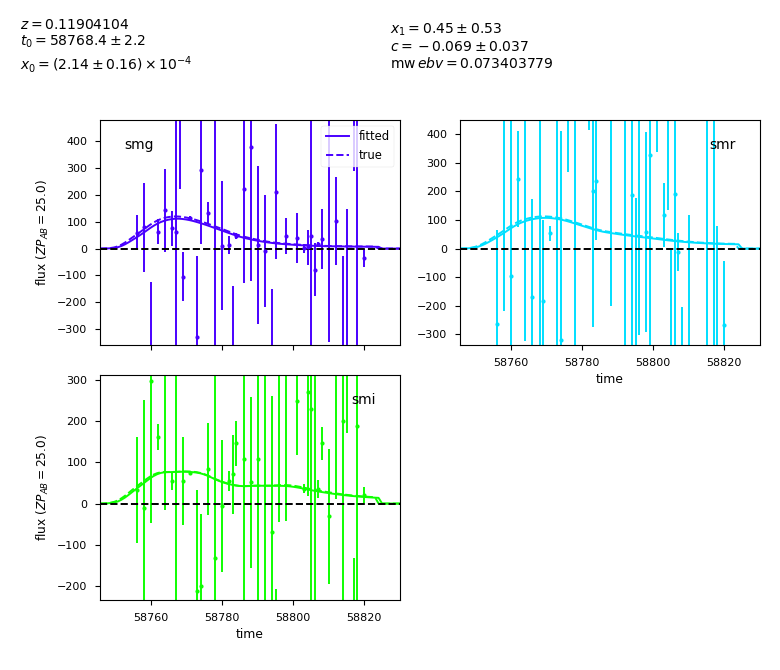 z = 0.11904104
t₀ = 58768.4 ± 2.2
x₀ = (2.14 ± 0.16) × 10⁻⁴
x₁ = 0.45 ± 0.53
c = −0.069 ± 0.037
mw ebv = 0.073403779
smg
fitted
true
400
300
200
100
0
−100
−200
−300
flux (ZP_AB = 25.0)
smr
400
300
200
100
0
−100
−200
−300
58760
58780
58800
58820
time
smi
300
200
100
0
−100
−200
flux (ZP_AB = 25.0)
58760
58780
58800
58820
time